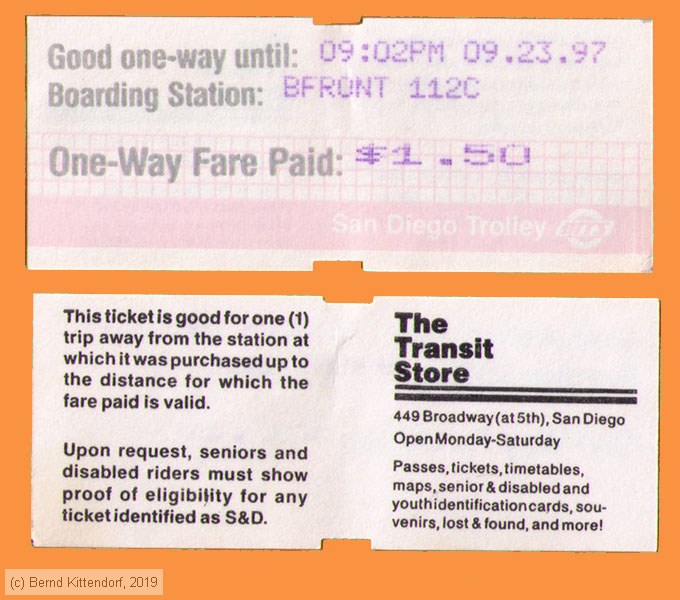 Good one-way until: 09:02PM 09.23.97
Boarding Station: BFRONT 112C
One-Way Fare Paid: $1.50
San Diego Trolley MTS
This ticket is good for one (1)
trip away from the station at
which it was purchased up to
the distance for which the
fare paid is valid.
Upon request, seniors and
disabled riders must show
proof of eligibility for any
ticket identified as S&D.
The
Transit
Store
449 Broadway (at 5th), San Diego
Open Monday-Saturday
Passes, tickets, timetables,
maps, senior & disabled and
youth identification cards, sou-
venirs, lost & found, and more!
(c) Bernd Kittendorf, 2019